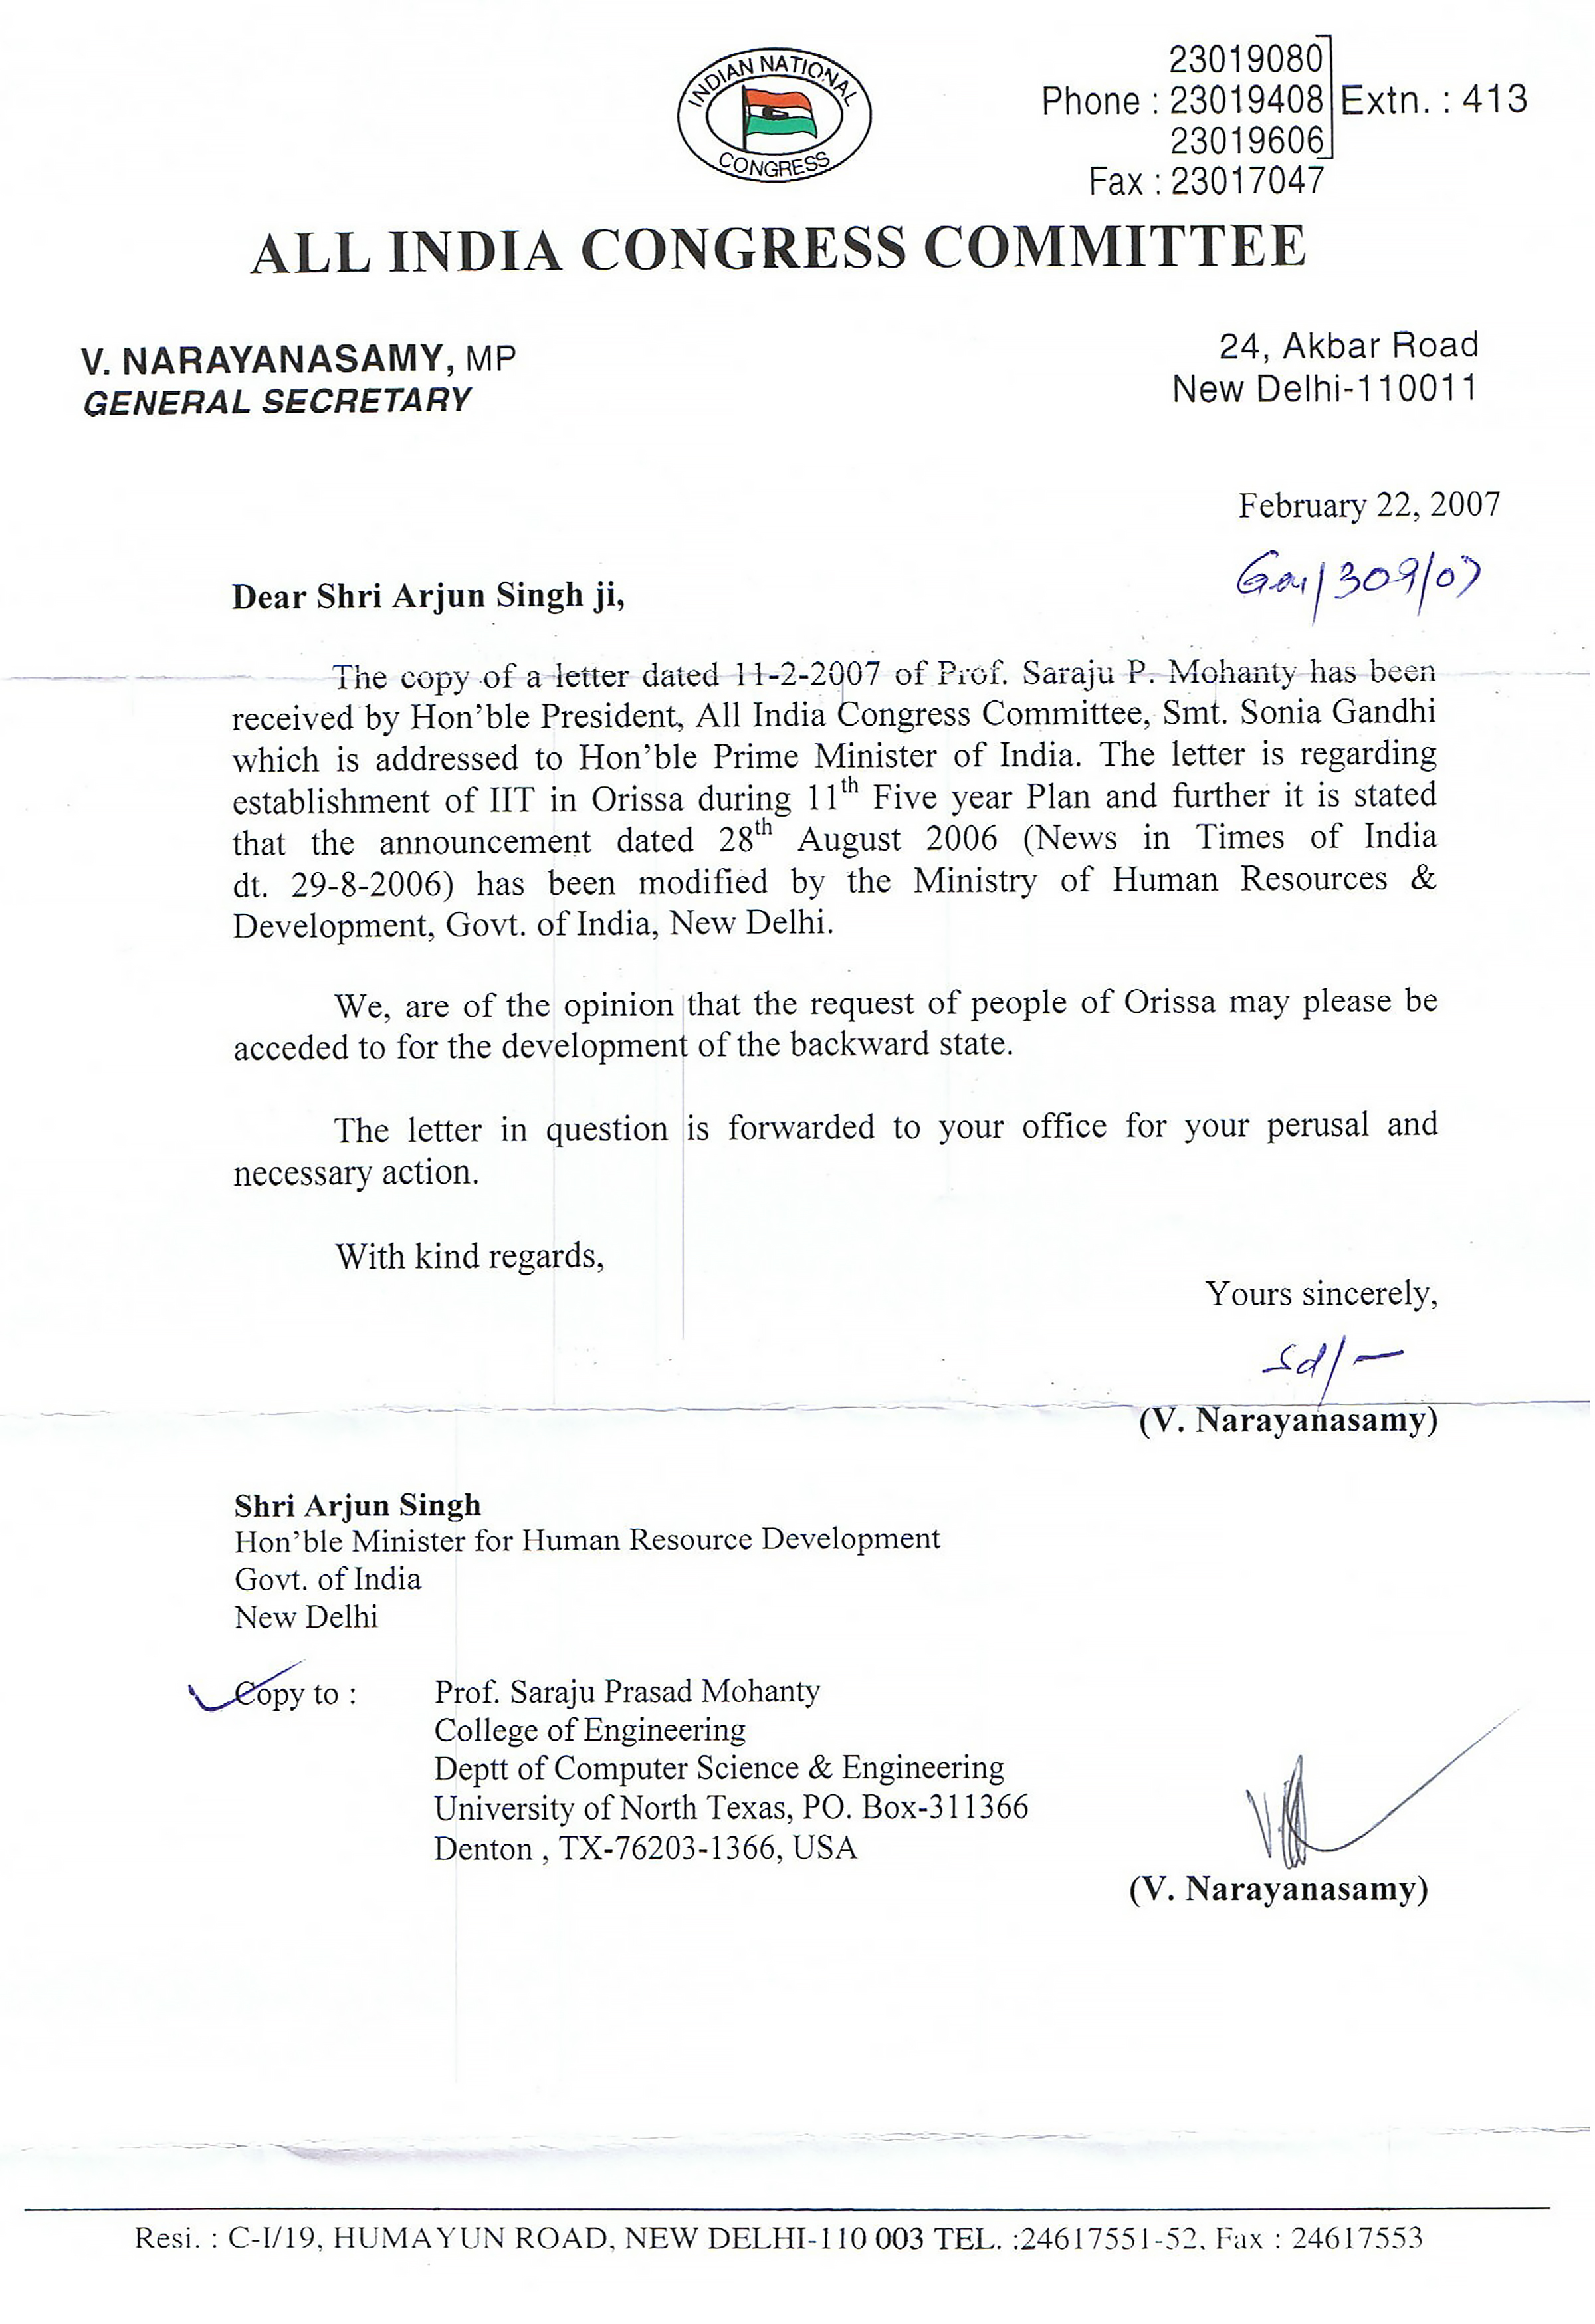 INDIAN NATIONAL
CONGRESS
23019080
Phone : 23019408 Extn. : 413
23019606
Fax : 23017047
ALL INDIA CONGRESS COMMITTEE
V. NARAYANASAMY, MP
GENERAL SECRETARY
24, Akbar Road
New Delhi-110011
February 22, 2007
/309/07
Dear Shri Arjun Singh ji,
The copy of a letter dated 11-2-2007 of Prof. Saraju P. Mohanty has been
received by Hon'ble President, All India Congress Committee, Smt. Sonia Gandhi
which is addressed to Hon'ble Prime Minister of India. The letter is regarding
establishment of IIT in Orissa during 11th Five year Plan and further it is stated
that the announcement dated 28th August 2006 (News in Times of India
dt. 29-8-2006) has been modified by the Ministry of Human Resources &
Development, Govt. of India, New Delhi.
We, are of the opinion that the request of people of Orissa may please be
acceded to for the development of the backward state.
The letter in question is forwarded to your office for your perusal and
necessary action.
With kind regards,
Yours sincerely,
Sd/-
(V. Narayanasamy)
Shri Arjun Singh
Hon'ble Minister for Human Resource Development
Govt. of India
New Delhi
Copy to : Prof. Saraju Prasad Mohanty
College of Engineering
Deptt of Computer Science & Engineering
University of North Texas, PO. Box-311366
Denton , TX-76203-1366, USA
(V. Narayanasamy)
Resi. : C-I/19, HUMAYUN ROAD, NEW DELHI-110 003 TEL. :24617551-52, Fax : 24617553